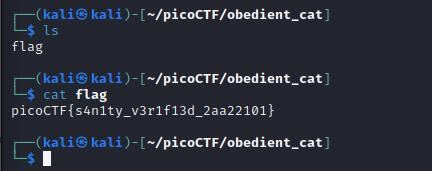 ┌──(kali㉿kali)-[~/picoCTF/obedient_cat]
└─$ ls
flag
┌──(kali㉿kali)-[~/picoCTF/obedient_cat]
└─$ cat flag
picoCTF{s4n1ty_v3r1f13d_2aa22101}
┌──(kali㉿kali)-[~/picoCTF/obedient_cat]
└─$